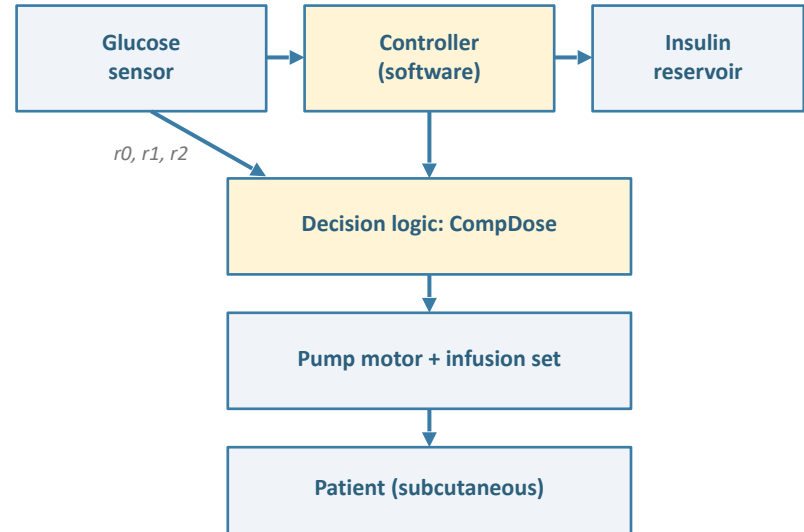 Glucose
sensor
Controller
(software)
Insulin
reservoir
r0, r1, r2
Decision logic: CompDose
Pump motor + infusion set
Patient (subcutaneous)